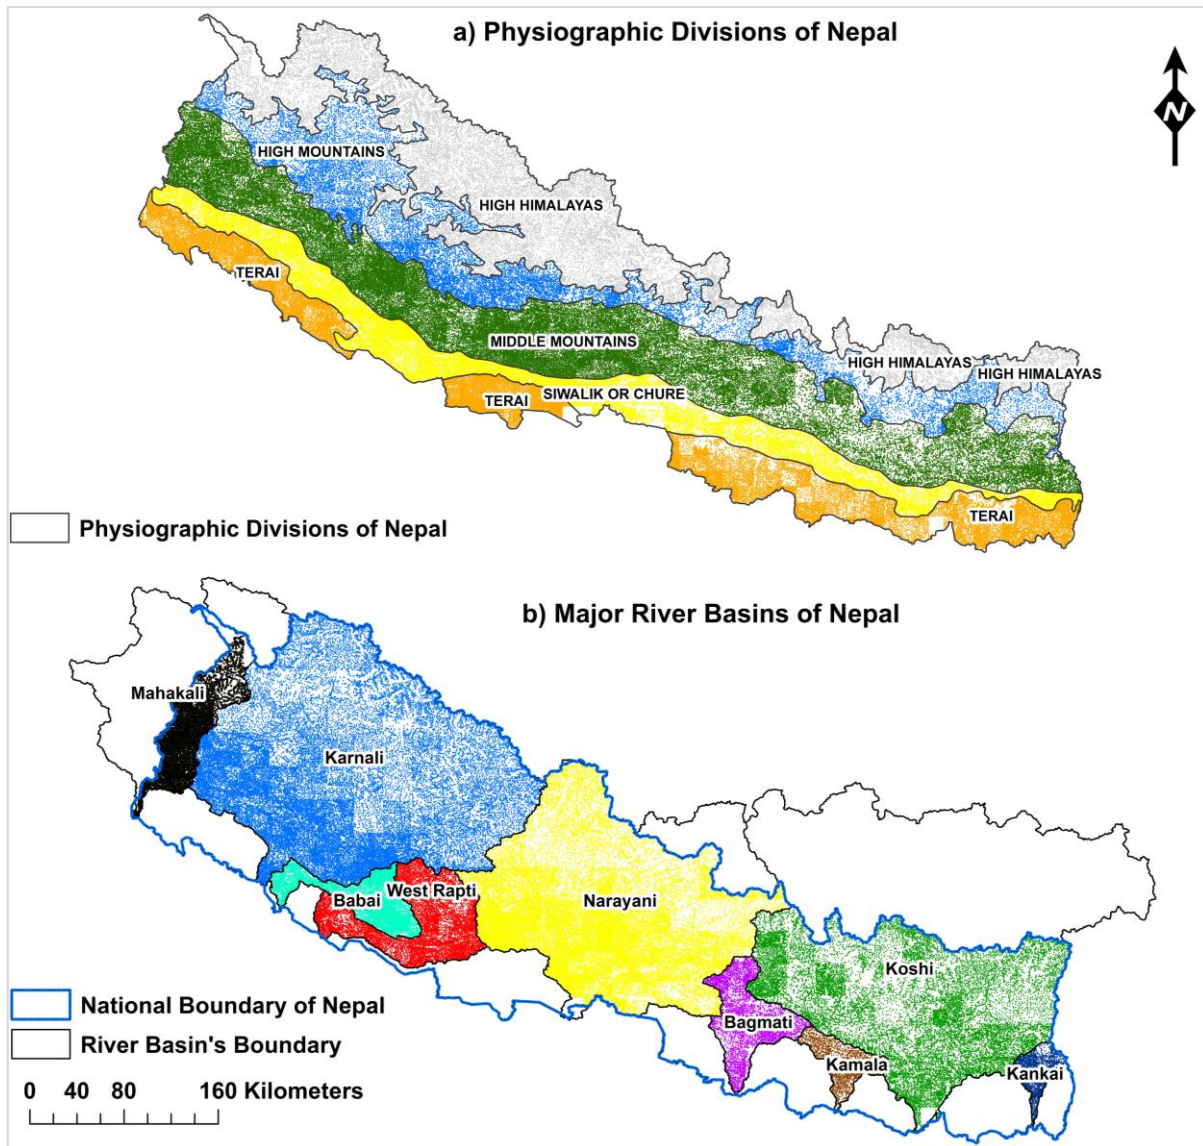 a) Physiographic Divisions of Nepal
N
HIGH MOUNTAINS
HIGH HIMALAYAS
TERAI
MIDDLE MOUNTAINS
HIGH HIMALAYAS
HIGH HIMALAYAS
SIWALIK OR CHURE
TERAI
TERAI
Physiographic Divisions of Nepal
b) Major River Basins of Nepal
Mahakali
Karnali
West Rapti
Babai
Narayani
Koshi
Bagmati
Kamala
Kankai
National Boundary of Nepal
River Basin's Boundary
0 40 80 160 Kilometers